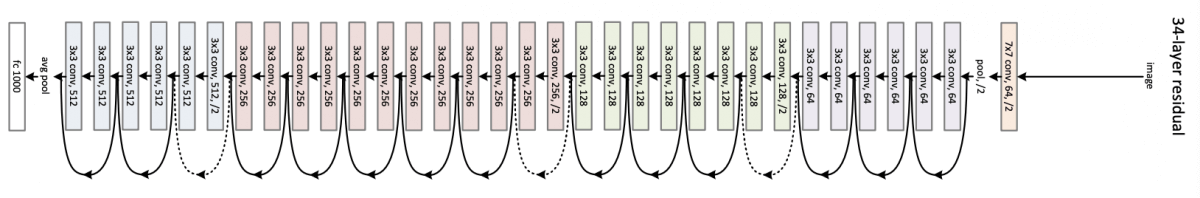 34-layer residual
image
7x7 conv, 64, /2
pool, /2
3x3 conv, 64
3x3 conv, 64
3x3 conv, 64
3x3 conv, 64
3x3 conv, 64
3x3 conv, 64
3x3 conv, 128, /2
3x3 conv, 128
3x3 conv, 128
3x3 conv, 128
3x3 conv, 128
3x3 conv, 128
3x3 conv, 128
3x3 conv, 128
3x3 conv, 256, /2
3x3 conv, 256
3x3 conv, 256
3x3 conv, 256
3x3 conv, 256
3x3 conv, 256
3x3 conv, 256
3x3 conv, 256
3x3 conv, 256
3x3 conv, 256
3x3 conv, 256
3x3 conv, 256
3x3 conv, 512, /2
3x3 conv, 512
3x3 conv, 512
3x3 conv, 512
3x3 conv, 512
3x3 conv, 512
avg pool
fc 1000